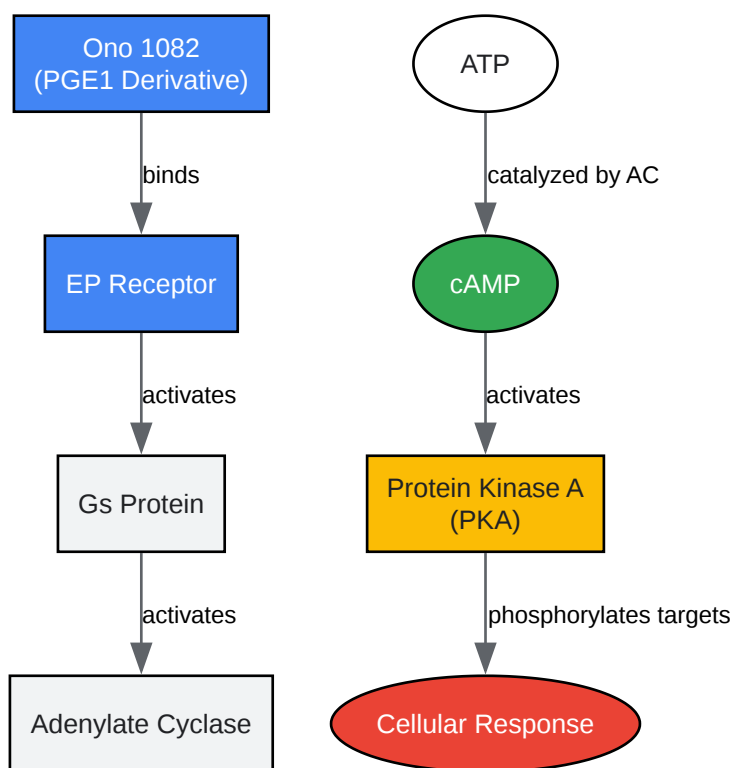 Ono 1082
(PGE1 Derivative)
binds
EP Receptor
activates
Gs Protein
activates
Adenylate Cyclase
ATP
catalyzed by AC
cAMP
activates
Protein Kinase A
(PKA)
phosphorylates targets
Cellular Response